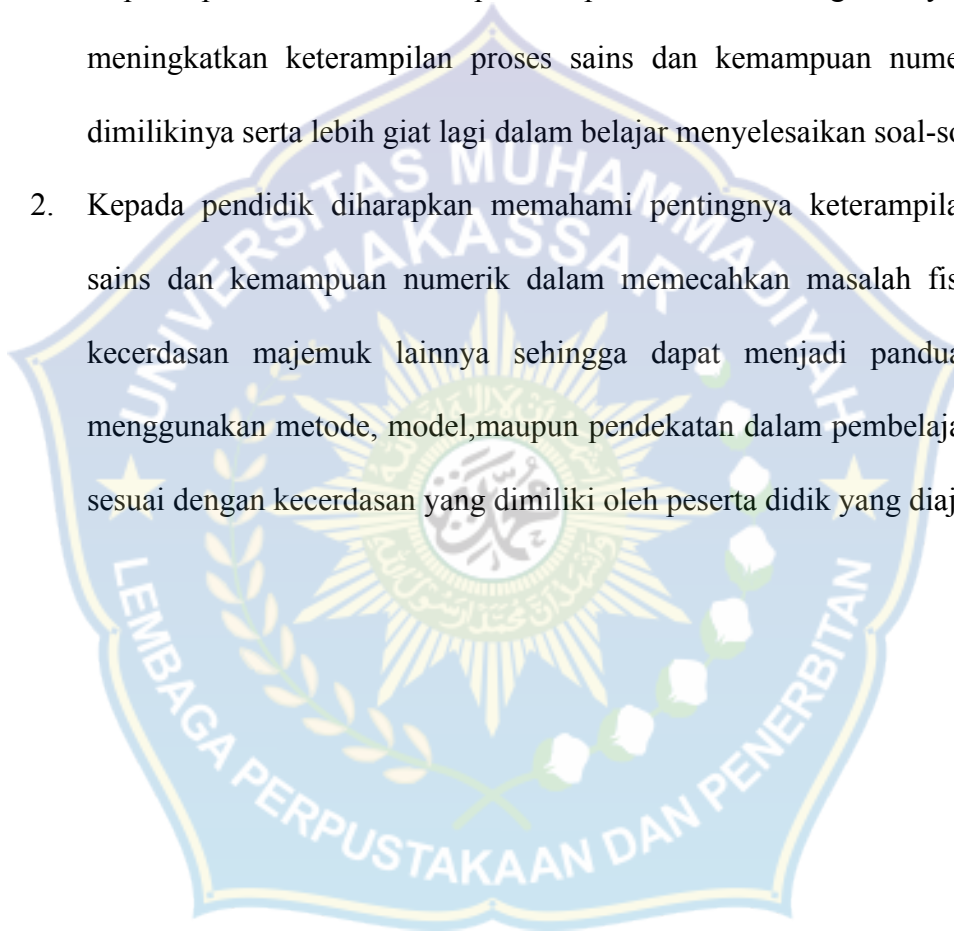 meningkatkan keterampilan proses sains dan kemampuan nume
dimilikinya serta lebih giat lagi dalam belajar menyelesaikan soal-so
2. Kepada pendidik diharapkan memahami pentingnya keterampila
sains dan kemampuan numerik dalam memecahkan masalah fis
kecerdasan majemuk lainnya sehingga dapat menjadi pandua
menggunakan metode, model,maupun pendekatan dalam pembelaja
sesuai dengan kecerdasan yang dimiliki oleh peserta didik yang diaj
UNIVERSITAS MUHAMMADIYAH
MAKASSAR
LEMBAGA PERPUSTAKAAN DAN PENERBITAN